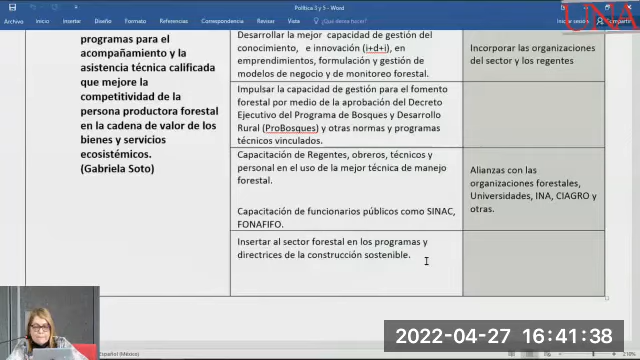 Política 3 y 5 - Word
UNA
Archivo Inicio Insertar Diseño Formato Referencias Correspondencia Revisar Vista ¿Qué desea hacer? Iniciar sesión Compartir
programas para el
acompañamiento y la
asistencia técnica calificada
que mejore la
competitividad de la
persona productora forestal
en la cadena de valor de los
bienes y servicios
ecosistémicos.
(Gabriela Soto)
Desarrollar la mejor capacidad de gestión del
conocimiento, e innovación (i+d+i), en
emprendimientos, formulación y gestión de
modelos de negocio y de monitoreo forestal.
Incorporar las organizaciones
del sector y los regentes
Impulsar la capacidad de gestión para el fomento
forestal por medio de la aprobación del Decreto
Ejecutivo del Programa de Bosques y Desarrollo
Rural (ProBosques) y otras normas y programas
técnicos vinculados.
Capacitación de Regentes, obreros, técnicos y
personal en el uso de la mejor técnica de manejo
forestal.
Capacitación de funcionarios públicos como SINAC,
FONAFIFO.
Alianzas con las
organizaciones forestales,
Universidades, INA, CIAGRO y
otras.
Insertar al sector forestal en los programas y
directrices de la construcción sostenible.
Español (México)
210%
2022-04-27 16:41:38